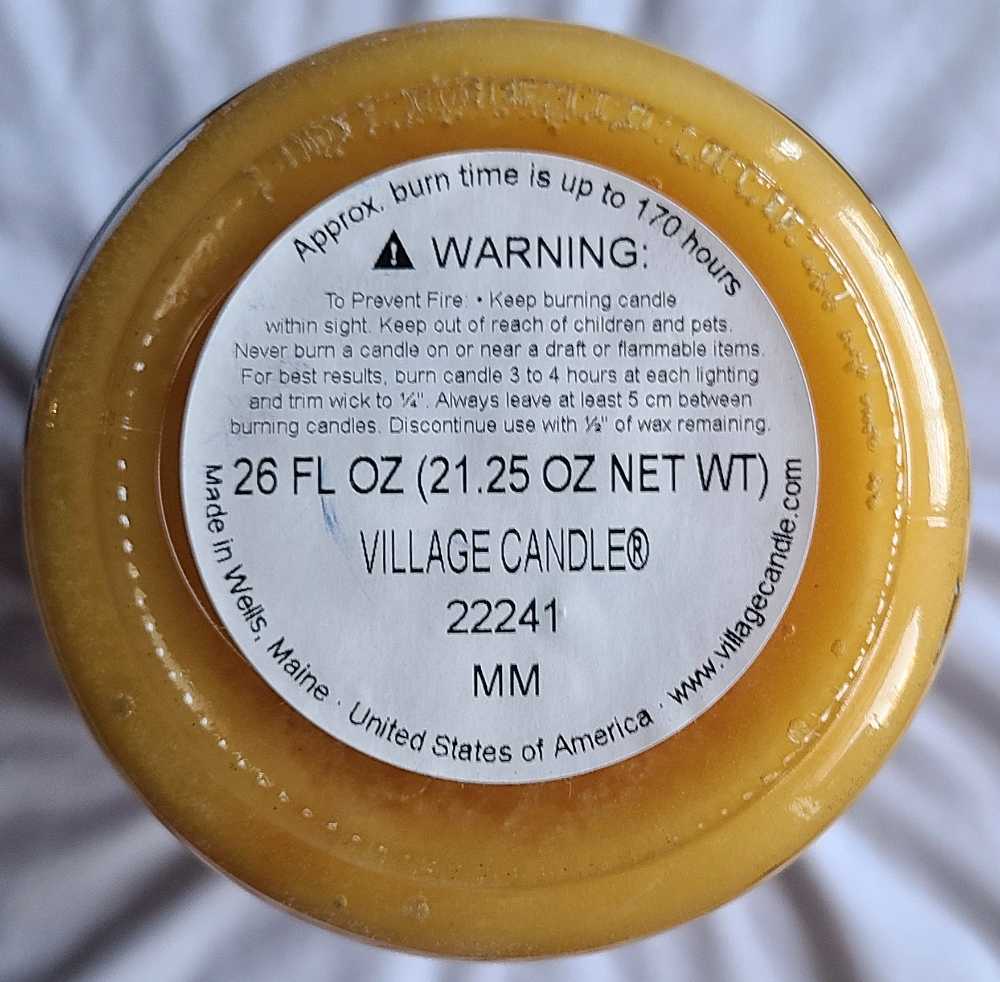 Approx. burn time is up to 170 hours
WARNING:
To Prevent Fire: • Keep burning candle
within sight. Keep out of reach of children and pets.
Never burn a candle on or near a draft or flammable items.
For best results, burn candle 3 to 4 hours at each lighting
and trim wick to ¼". Always leave at least 5 cm between
burning candles. Discontinue use with ½" of wax remaining.
26 FL OZ (21.25 OZ NET WT)
VILLAGE CANDLE®
22241
MM
Made in Wells, Maine · United States of America · www.villagecandle.com